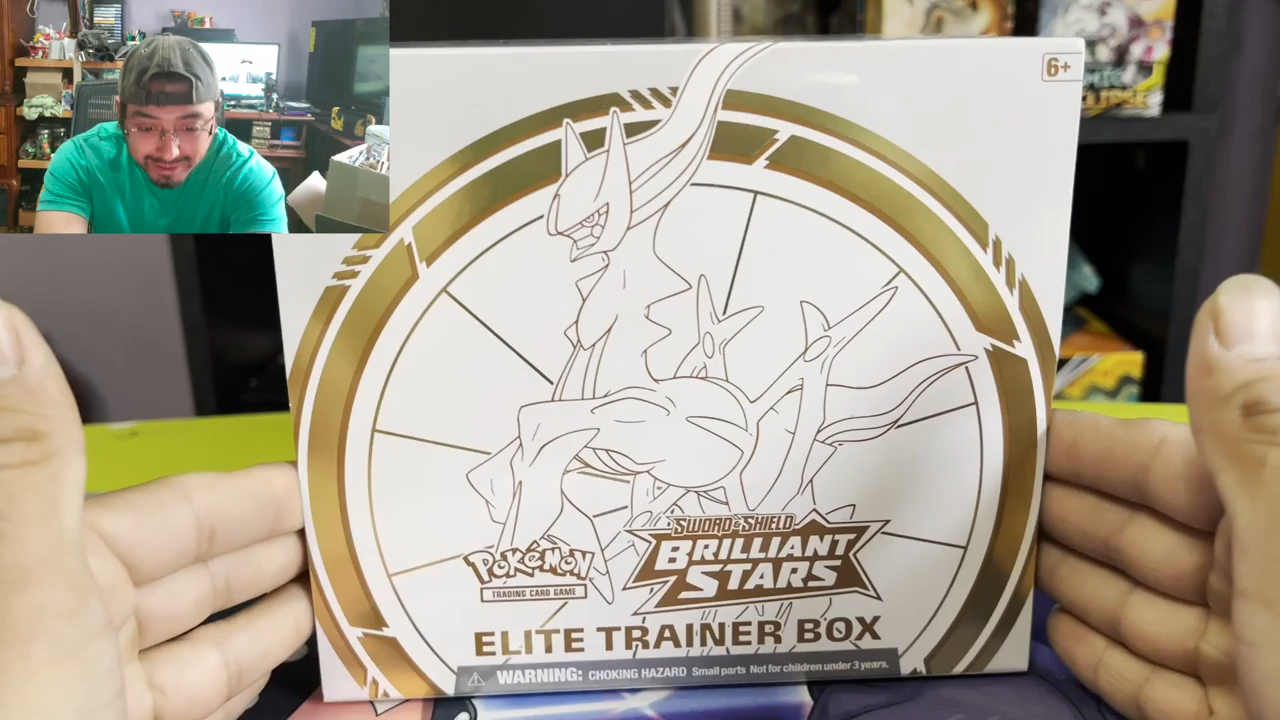 6+
SWORD & SHIELD
BRILLIANT
STARS
POKéMON
TRADING CARD GAME
ELITE TRAINER BOX
WARNING: CHOKING HAZARD Small parts Not for children under 3 years.